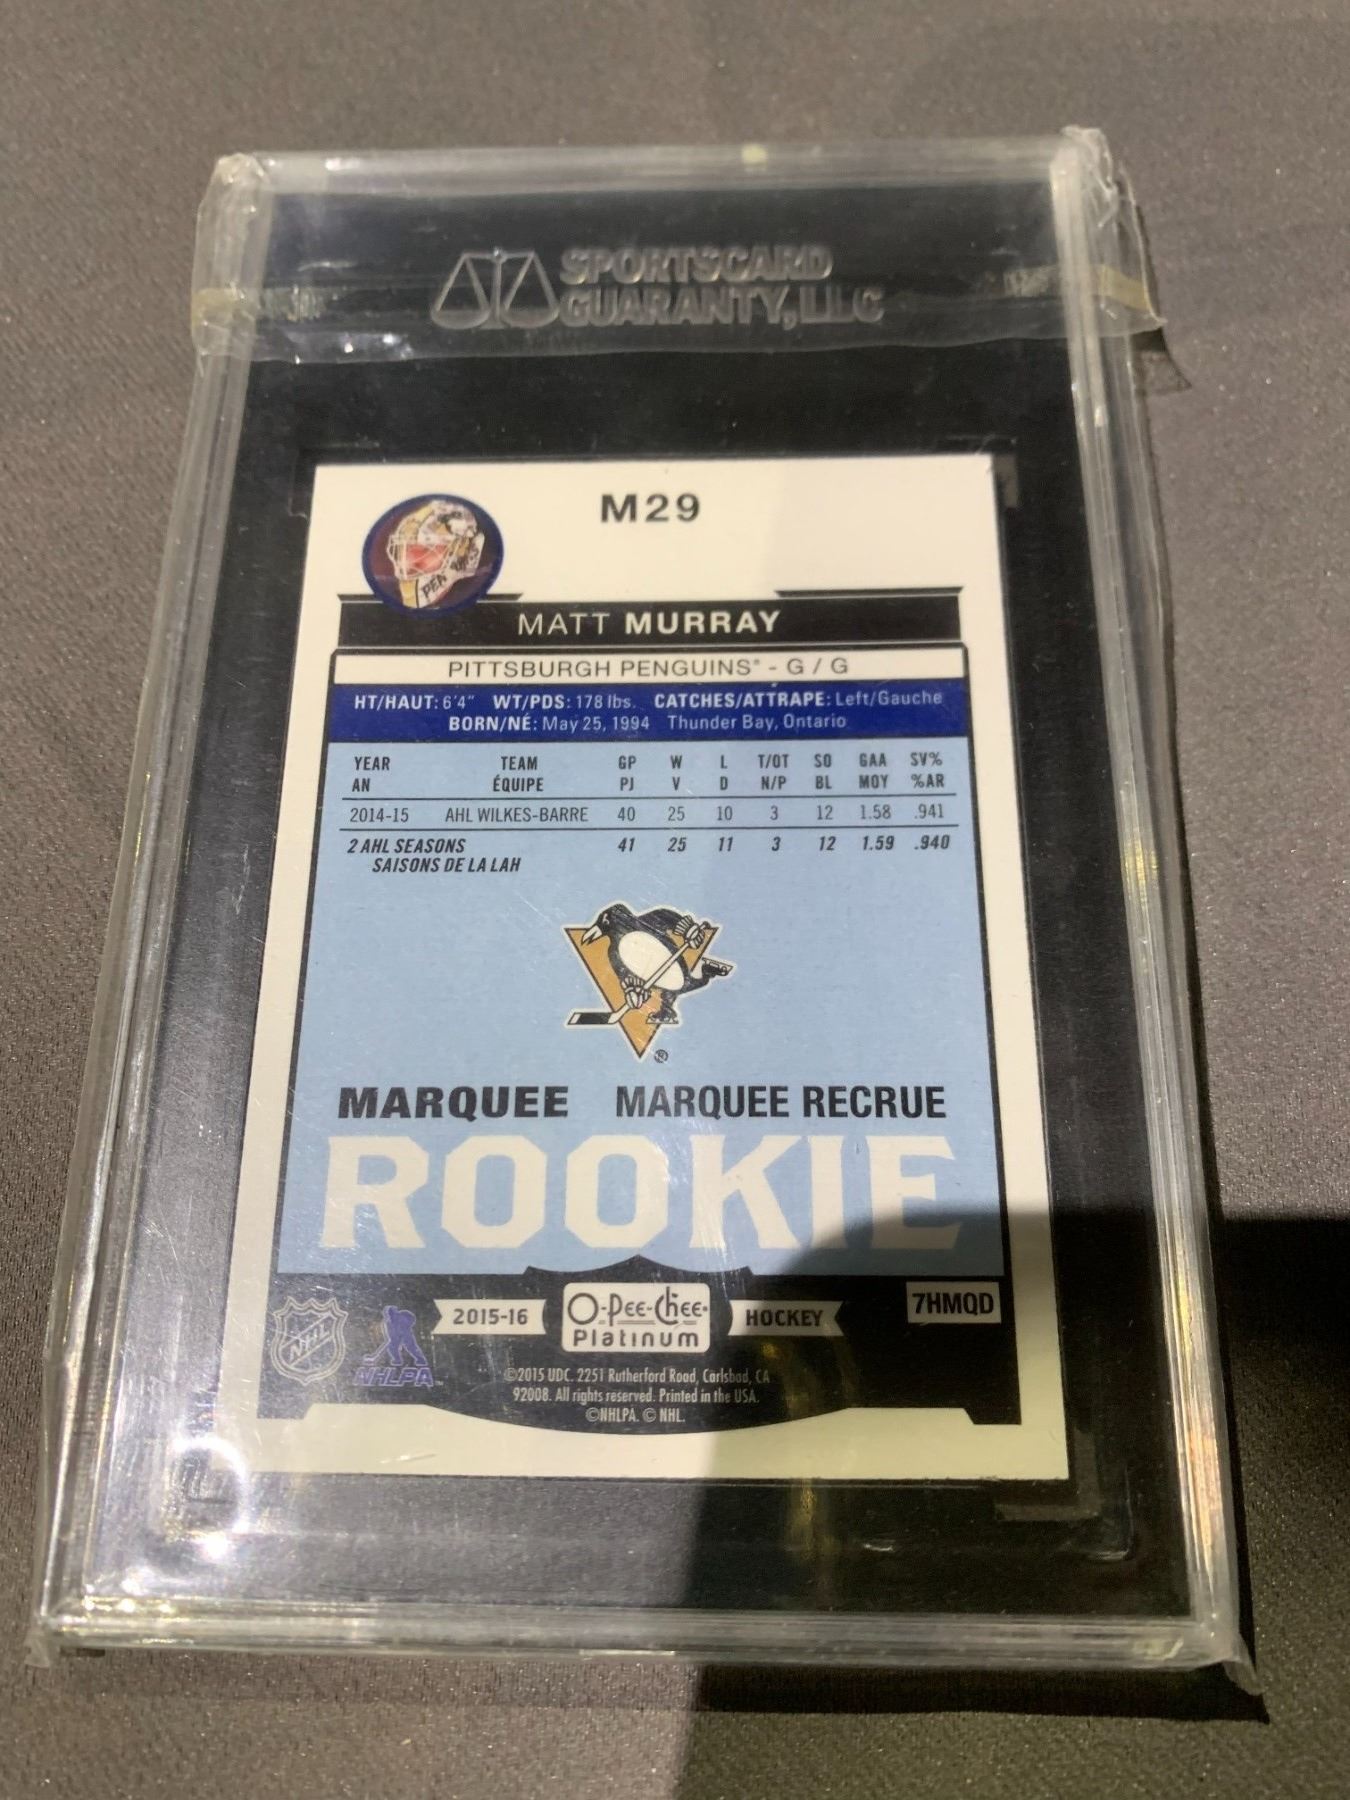 SPORTSCARD
GUARANTY, LLC
M29
MATT MURRAY
PITTSBURGH PENGUINS® - G / G
HT/HAUT: 6'4" WT/PDS: 178 lbs. CATCHES/ATTRAPE: Left/Gauche
BORN/NÉ: May 25, 1994 Thunder Bay, Ontario
YEAR TEAM GP W L T/OT SO GAA SV%
AN ÉQUIPE PJ V D N/P BL MOY %AR
2014-15 AHL WILKES-BARRE 40 25 10 3 12 1.58 .941
2 AHL SEASONS 41 25 11 3 12 1.59 .940
SAISONS DE LA LAH
®
MARQUEE MARQUEE RECRUE
ROOKIE
7HMQD
2015-16 O-Pee-Chee® HOCKEY
Platinum
NHL
NHLPA
©2015 UDC. 2251 Rutherford Road, Carlsbad, CA
92008. All rights reserved. Printed in the USA.
©NHLPA. © NHL.